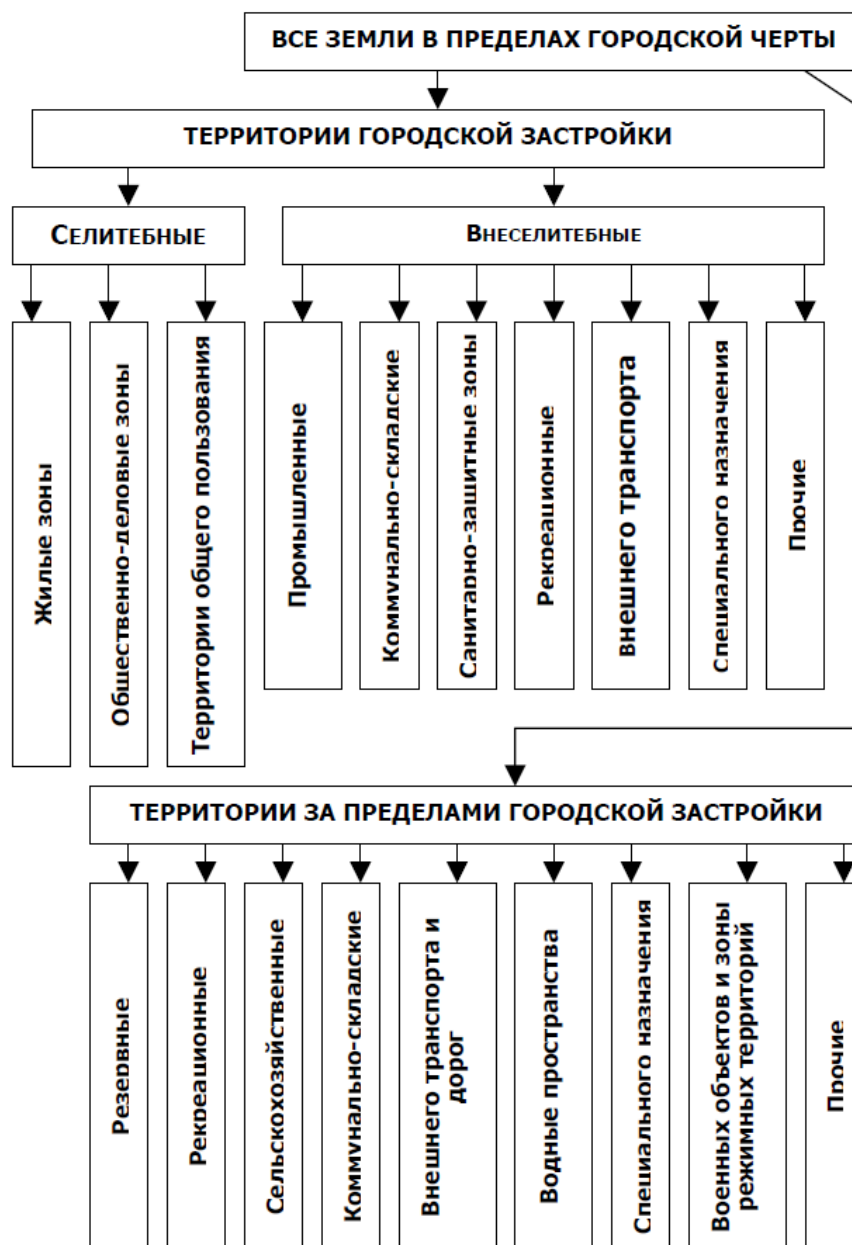 ВСЕ ЗЕМЛИ В ПРЕДЕЛАХ ГОРОДСКОЙ ЧЕРТЫ
ТЕРРИТОРИИ ГОРОДСКОЙ ЗАСТРОЙКИ
СЕЛИТЕБНЫЕ
ВНЕСЕЛИТЕБНЫЕ
Жилые зоны
Общественно-деловые зоны
Территории общего пользования
Промышленные
Коммунально-складские
Санитарно-защитные зоны
Рекреационные
внешнего транспорта
Специального назначения
Прочие
ТЕРРИТОРИИ ЗА ПРЕДЕЛАМИ ГОРОДСКОЙ ЗАСТРОЙКИ
Резервные
Рекреационные
Сельскохозяйственные
Коммунально-складские
Внешнего транспорта и
дорог
Водные пространства
Специального назначения
Военных объектов и зоны
режимных территорий
Прочие